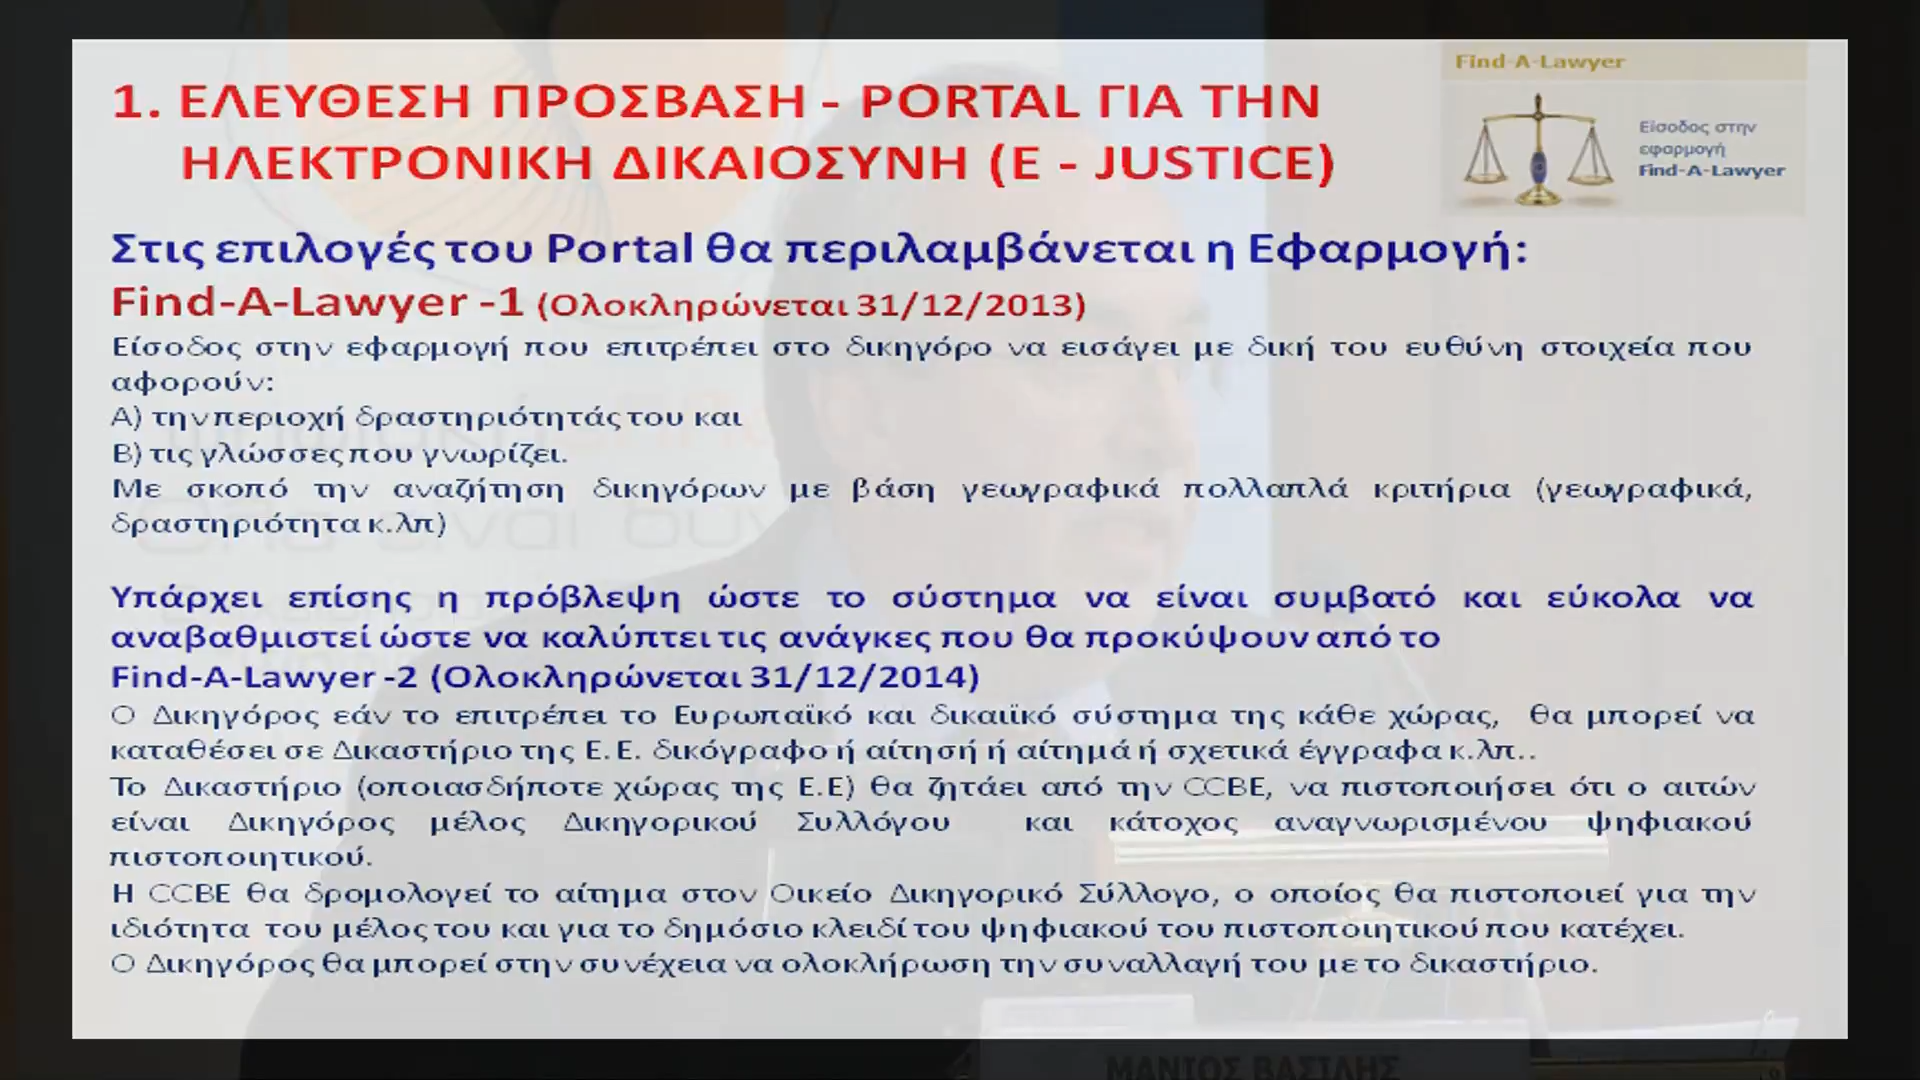 1. ΕΛΕΥΘΕΣΗ ΠΡΟΣΒΑΣΗ - PORTAL ΓΙΑ ΤΗΝ
ΗΛΕΚΤΡΟΝΙΚΗ ΔΙΚΑΙΟΣΥΝΗ (E - JUSTICE)
Find-A-Lawyer
Είσοδος στην
εφαρμογή
Find-A-Lawyer
Στις επιλογές του Portal θα περιλαμβάνεται η Εφαρμογή:
Find-A-Lawyer -1 (Ολοκληρώνεται 31/12/2013)
Είσοδος στην εφαρμογή που επιτρέπει στο δικηγόρο να εισάγει με δική του ευθύνη στοιχεία που
αφορούν:
Α) την περιοχή δραστηριότητάς του και
Β) τις γλώσσες που γνωρίζει.
Με σκοπό την αναζήτηση δικηγόρων με βάση γεωγραφικά πολλαπλά κριτήρια (γεωγραφικά,
δραστηριότητα κ.λπ)
Υπάρχει επίσης η πρόβλεψη ώστε το σύστημα να είναι συμβατό και εύκολα να
αναβαθμιστεί ώστε να καλύπτει τις ανάγκες που θα προκύψουν από το
Find-A-Lawyer -2 (Ολοκληρώνεται 31/12/2014)
Ο Δικηγόρος εάν το επιτρέπει το Ευρωπαϊκό και δικαιϊκό σύστημα της κάθε χώρας, θα μπορεί να
καταθέσει σε Δικαστήριο της Ε.Ε. δικόγραφο ή αίτησή ή αίτημά ή σχετικά έγγραφα κ.λπ..
Το Δικαστήριο (οποιασδήποτε χώρας της Ε.Ε) θα ζητάει από την CCBE, να πιστοποιήσει ότι ο αιτών
είναι Δικηγόρος μέλος Δικηγορικού Συλλόγου και κάτοχος αναγνωρισμένου ψηφιακού
πιστοποιητικού.
Η CCBE θα δρομολογεί το αίτημα στον Οικείο Δικηγορικό Σύλλογο, ο οποίος θα πιστοποιεί για την
ιδιότητα του μέλος του και για το δημόσιο κλειδί του ψηφιακού του πιστοποιητικού που κατέχει.
Ο Δικηγόρος θα μπορεί στην συνέχεια να ολοκλήρωση την συναλλαγή του με το δικαστήριο.
ΜΑΝΤΟΣ ΒΑΣΙΛΗΣ